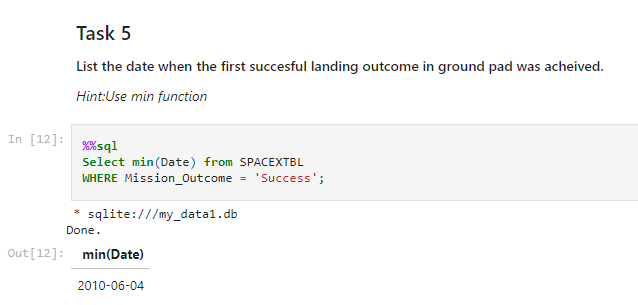 Task 5
List the date when the first succesful landing outcome in ground pad was acheived.
Hint:Use min function
In [12]:
%%sql
Select min(Date) from SPACEXTBL
WHERE Mission_Outcome = 'Success';
* sqlite:///my_data1.db
Done.
Out[12]: min(Date)
2010-06-04